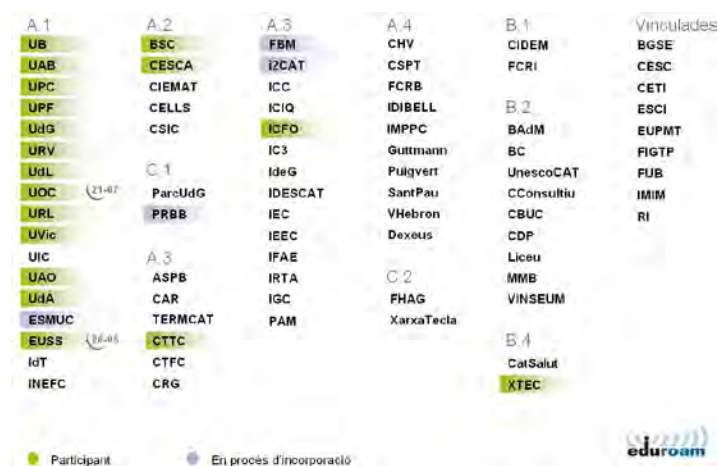 A.1
UB
UAB
UPC
UPF
UdG
URV
UdL
UOC
21-07
URL
UVic
UIC
UAO
UdA
ESMUC
EUSS
IdT
INEFC
A.2
BSC
CESCA
CIEMAT
CELLS
CSIC
C.1
ParcUdG
PRBB
A.3
ASPB
CAR
TERMCAT
CTTC
CTFC
CRG
A.3
FBM
i2CAT
ICC
ICIQ
ICFO
IC3
IdeG
IDESCAT
IEC
IEEC
IFAE
IRTA
IGC
PAM
A.4
CHV
CSPT
FCRB
IDIBELL
IMPPC
Guttmann
Puigvert
SantPau
VHebron
Dexeus
C.2
FHAG
XarxaTecla
B.1
CIDEM
FCRI
B.2
BAdM
BC
UnescoCAT
CConsultiu
CBUC
CDP
Liceu
MMB
VINSEUM
B.4
CatSalut
XTEC
Vinculades
BGSE
CESC
CETI
ESCI
EUPMT
FIGTP
FUB
IMIM
RI
Participant
En procés d'incorporació
eduroam